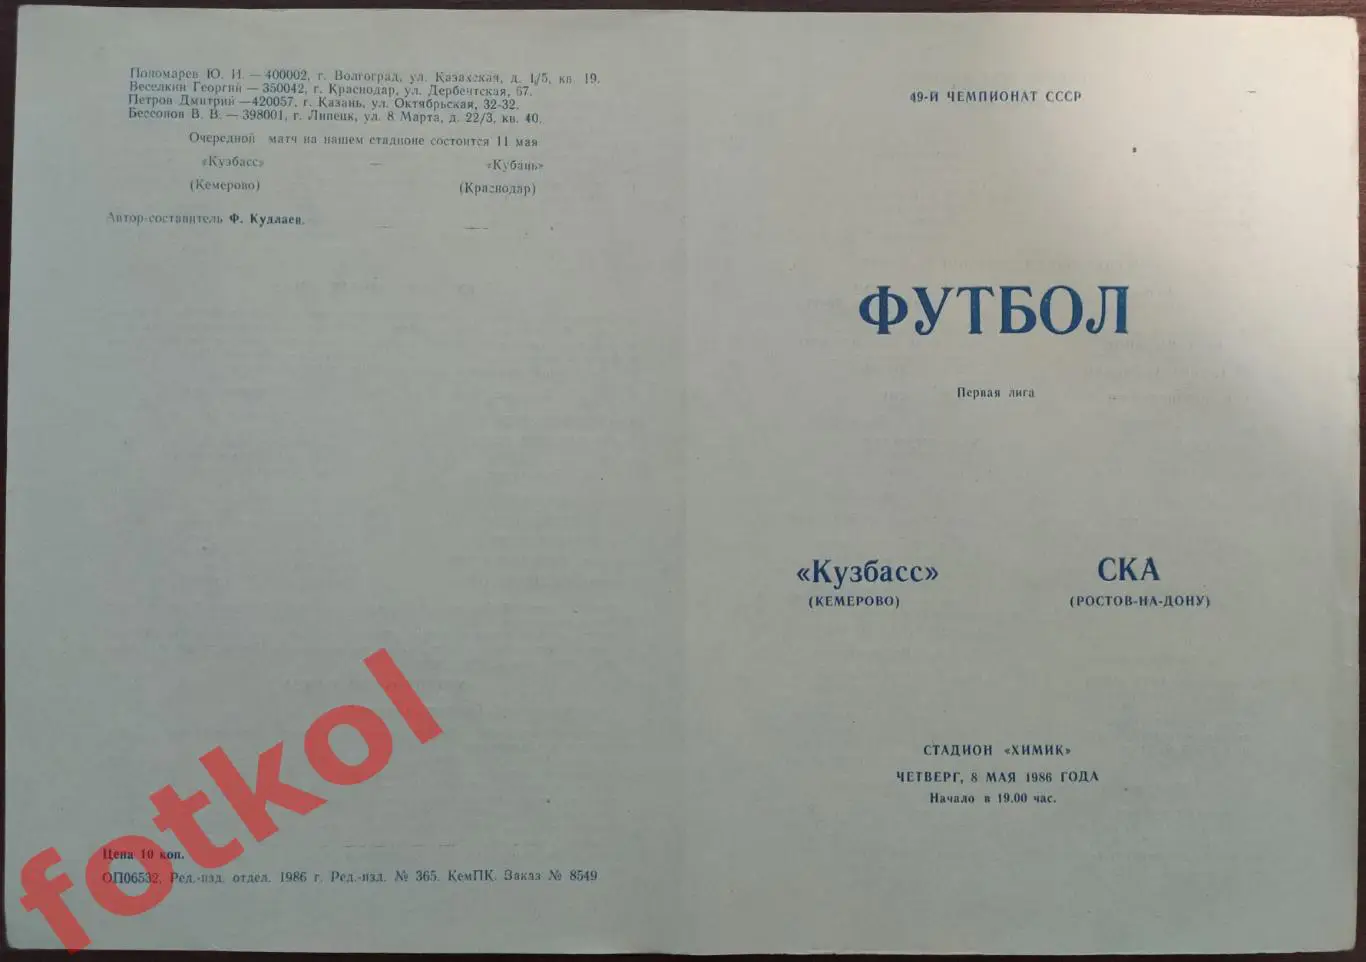 Пономарев Ю. И. — 400002, г. Волгоград, ул. Казахская, д. 1/5, кв. 19.
Веселкин Георгий — 350042, г. Краснодар, ул. Дербентская, 67.
Петров Дмитрий —420057, г. Казань, ул. Октябрьская, 32-32.
Бессонов В. В. — 398001, г. Липецк, ул. 8 Марта, д. 22/3, кв. 40.
Очередной матч на нашем стадионе состоится 11 мая
«Кузбасс» — «Кубань»
(Кемерово) (Краснодар)
Автор-составитель Ф. Кудлаев.
Цена 10 коп.
ОП06532. Ред.-изд. отдел. 1986 г. Ред.-изд. № 365. КемПК. Заказ № 8549
49-Й ЧЕМПИОНАТ СССР
ФУТБОЛ
Первая лига
«Кузбасс» СКА
(КЕМЕРОВО) (РОСТОВ-НА-ДОНУ)
СТАДИОН «ХИМИК»
ЧЕТВЕРГ, 8 МАЯ 1986 ГОДА
Начало в 19.00 час.
fotkol